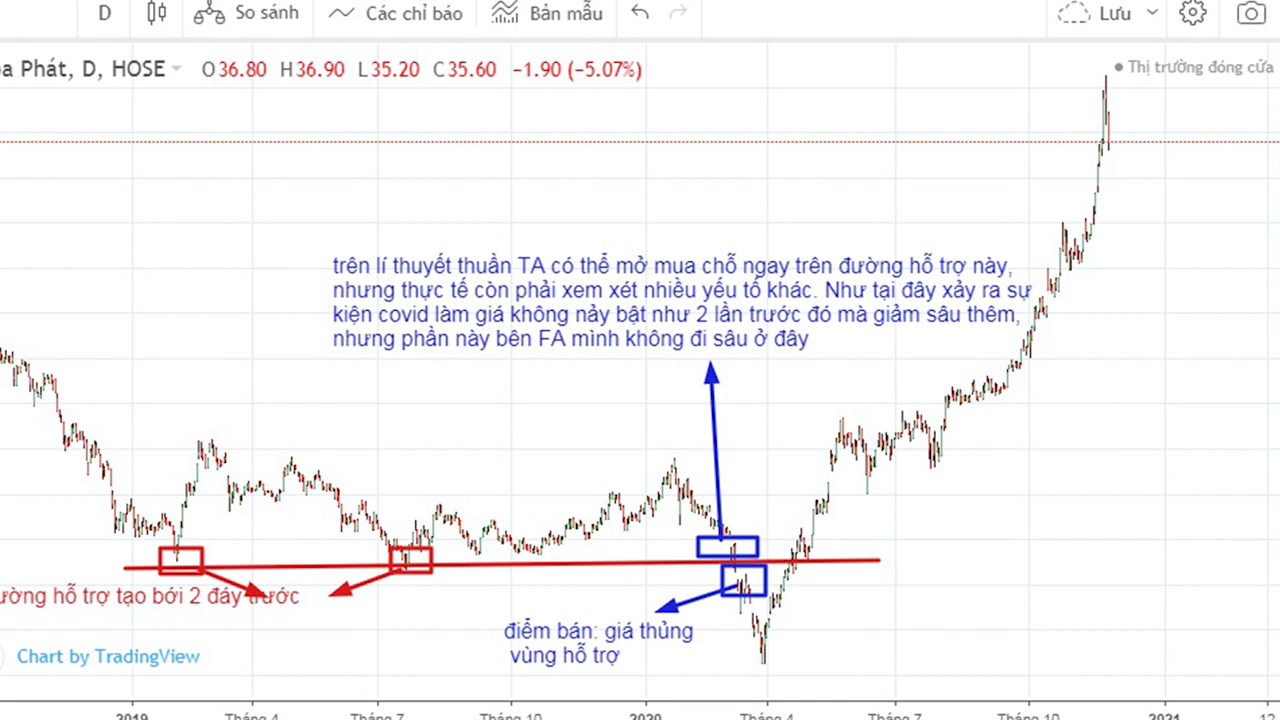 D
So sánh
Các chỉ báo
Bản mẫu
Lưu
Phát, D, HOSE
O36.80 H36.90 L35.20 C35.60 −1.90 (−5.07%)
Thị trường đóng cửa
trên lí thuyết thuần TA có thể mở mua chỗ ngay trên đường hỗ trợ này,
nhưng thực tế còn phải xem xét nhiều yếu tố khác. Như tại đây xảy ra sự
kiện covid làm giá không nảy bật như 2 lần trước đó mà giảm sâu thêm,
nhưng phần này bên FA mình không đi sâu ở đây
hỗ trợ tạo bới 2 đáy trước
điểm bán: giá thủng
vùng hỗ trợ
Chart by TradingView
2019 Tháng 4 Tháng 7 Tháng 10 2020 Tháng 4 Tháng 7 Tháng 10 2021 12